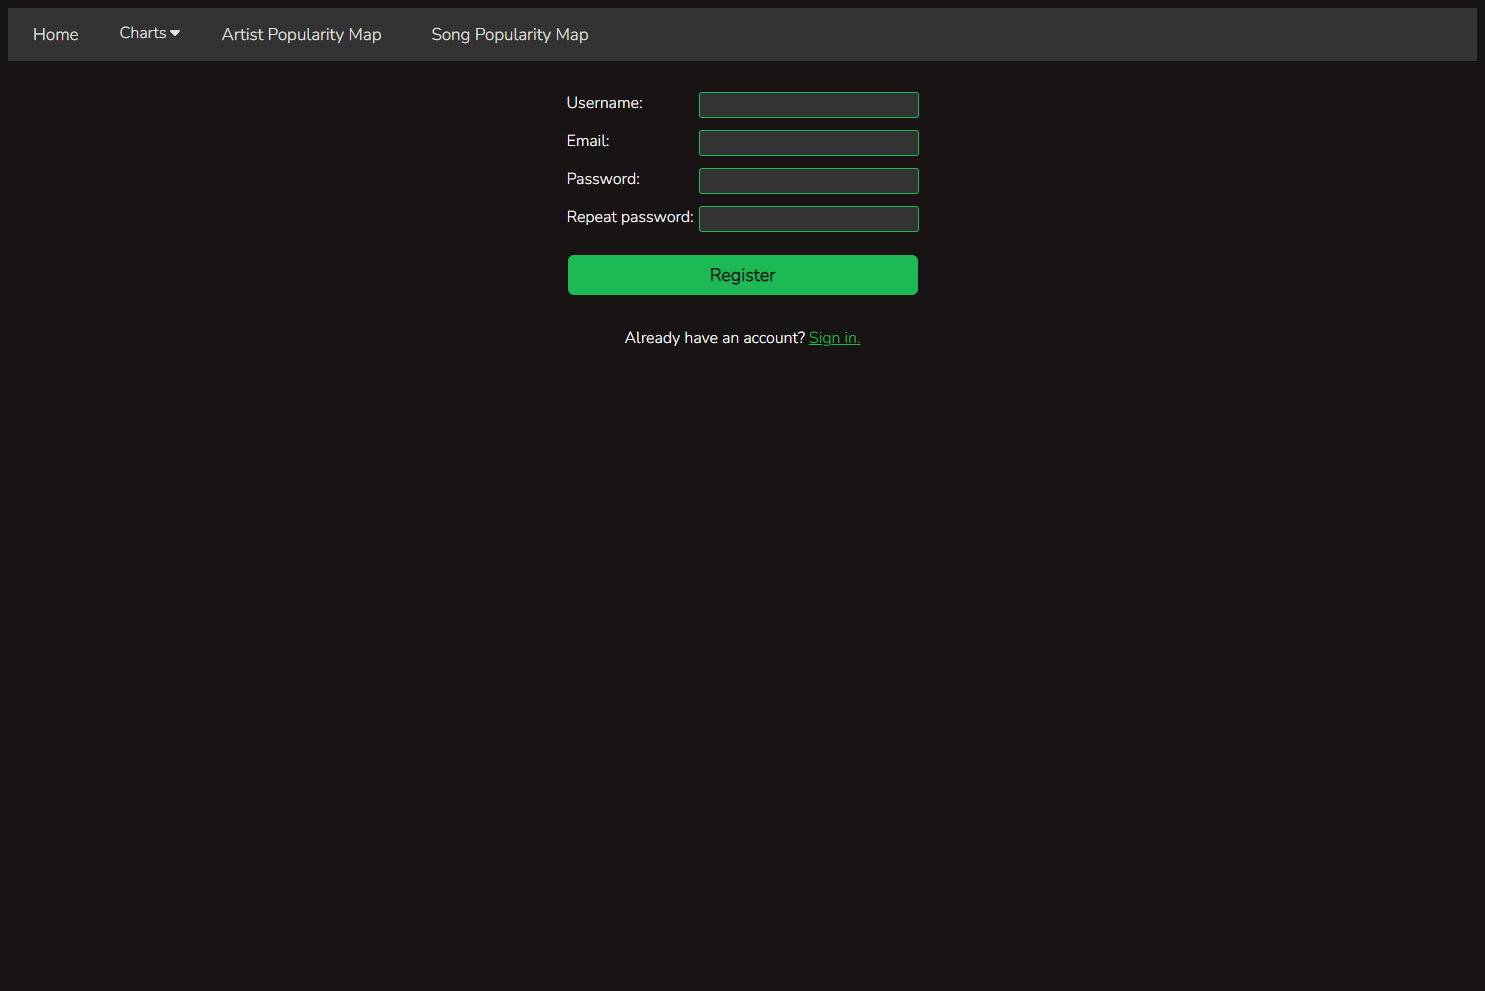 Home Charts Artist Popularity Map Song Popularity Map
Username:
Email:
Password:
Repeat password:
Register
Already have an account? Sign in.